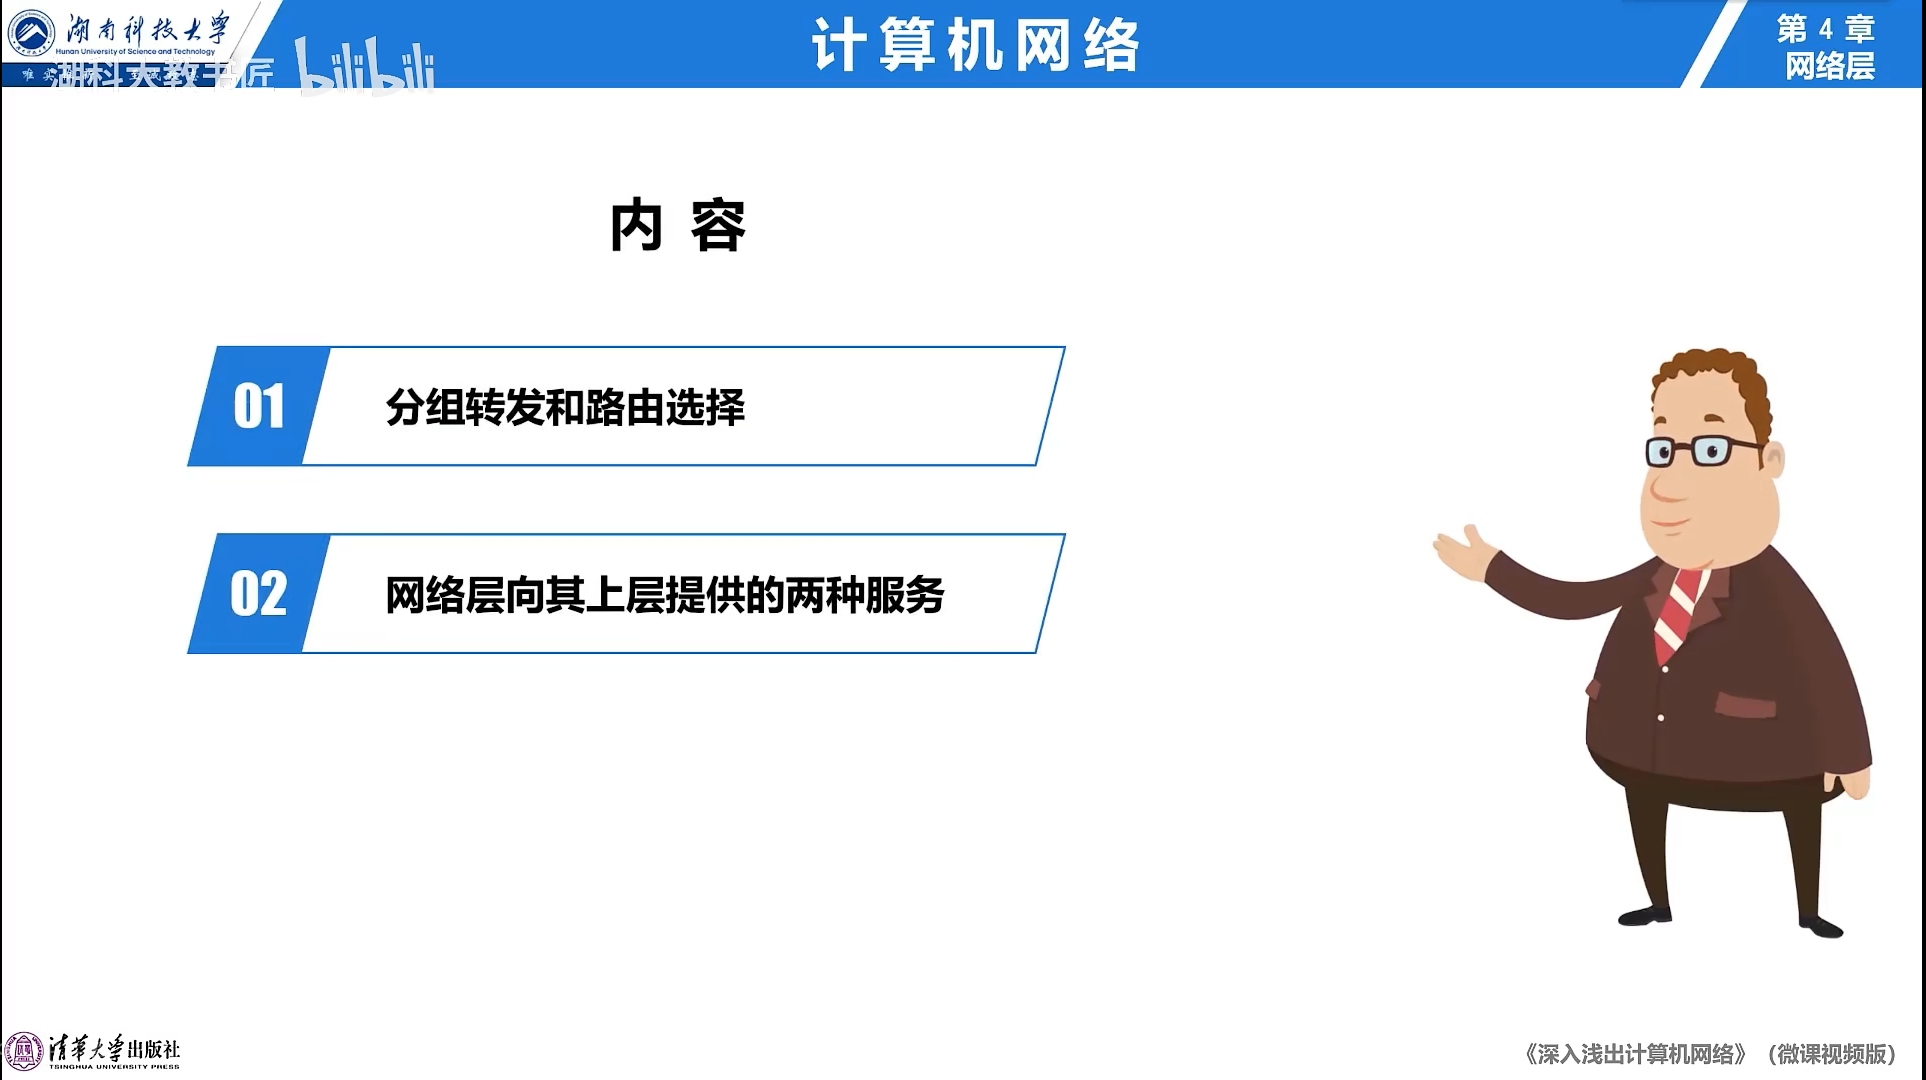 湖南科技大学
Hunan University of Science and Technology
湖科大教书匠 bilibili
计算机网络
第 4 章
网络层
内 容
01 分组转发和路由选择
02 网络层向其上层提供的两种服务
清华大学出版社
TSINGHUA UNIVERSITY PRESS
《深入浅出计算机网络》（微课视频版）